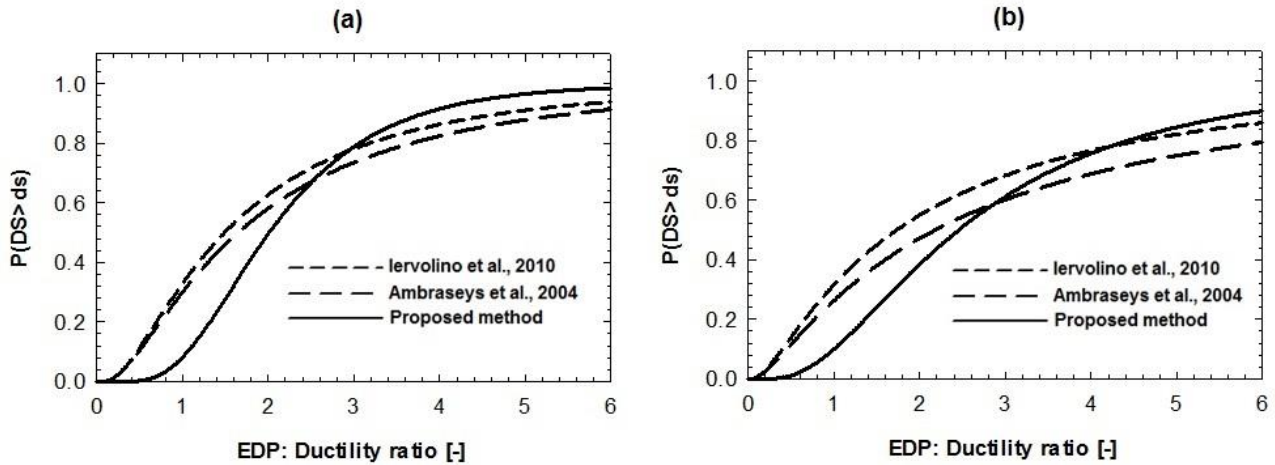 (a)
P(DS> ds)
1.0
0.8
0.6
0.4
0.2
0.0
Iervolino et al., 2010
Ambraseys et al., 2004
Proposed method
0 1 2 3 4 5 6
EDP: Ductility ratio [-]
(b)
P(DS> ds)
1.0
0.8
0.6
0.4
0.2
0.0
Iervolino et al., 2010
Ambraseys et al., 2004
Proposed method
0 1 2 3 4 5 6
EDP: Ductility ratio [-]